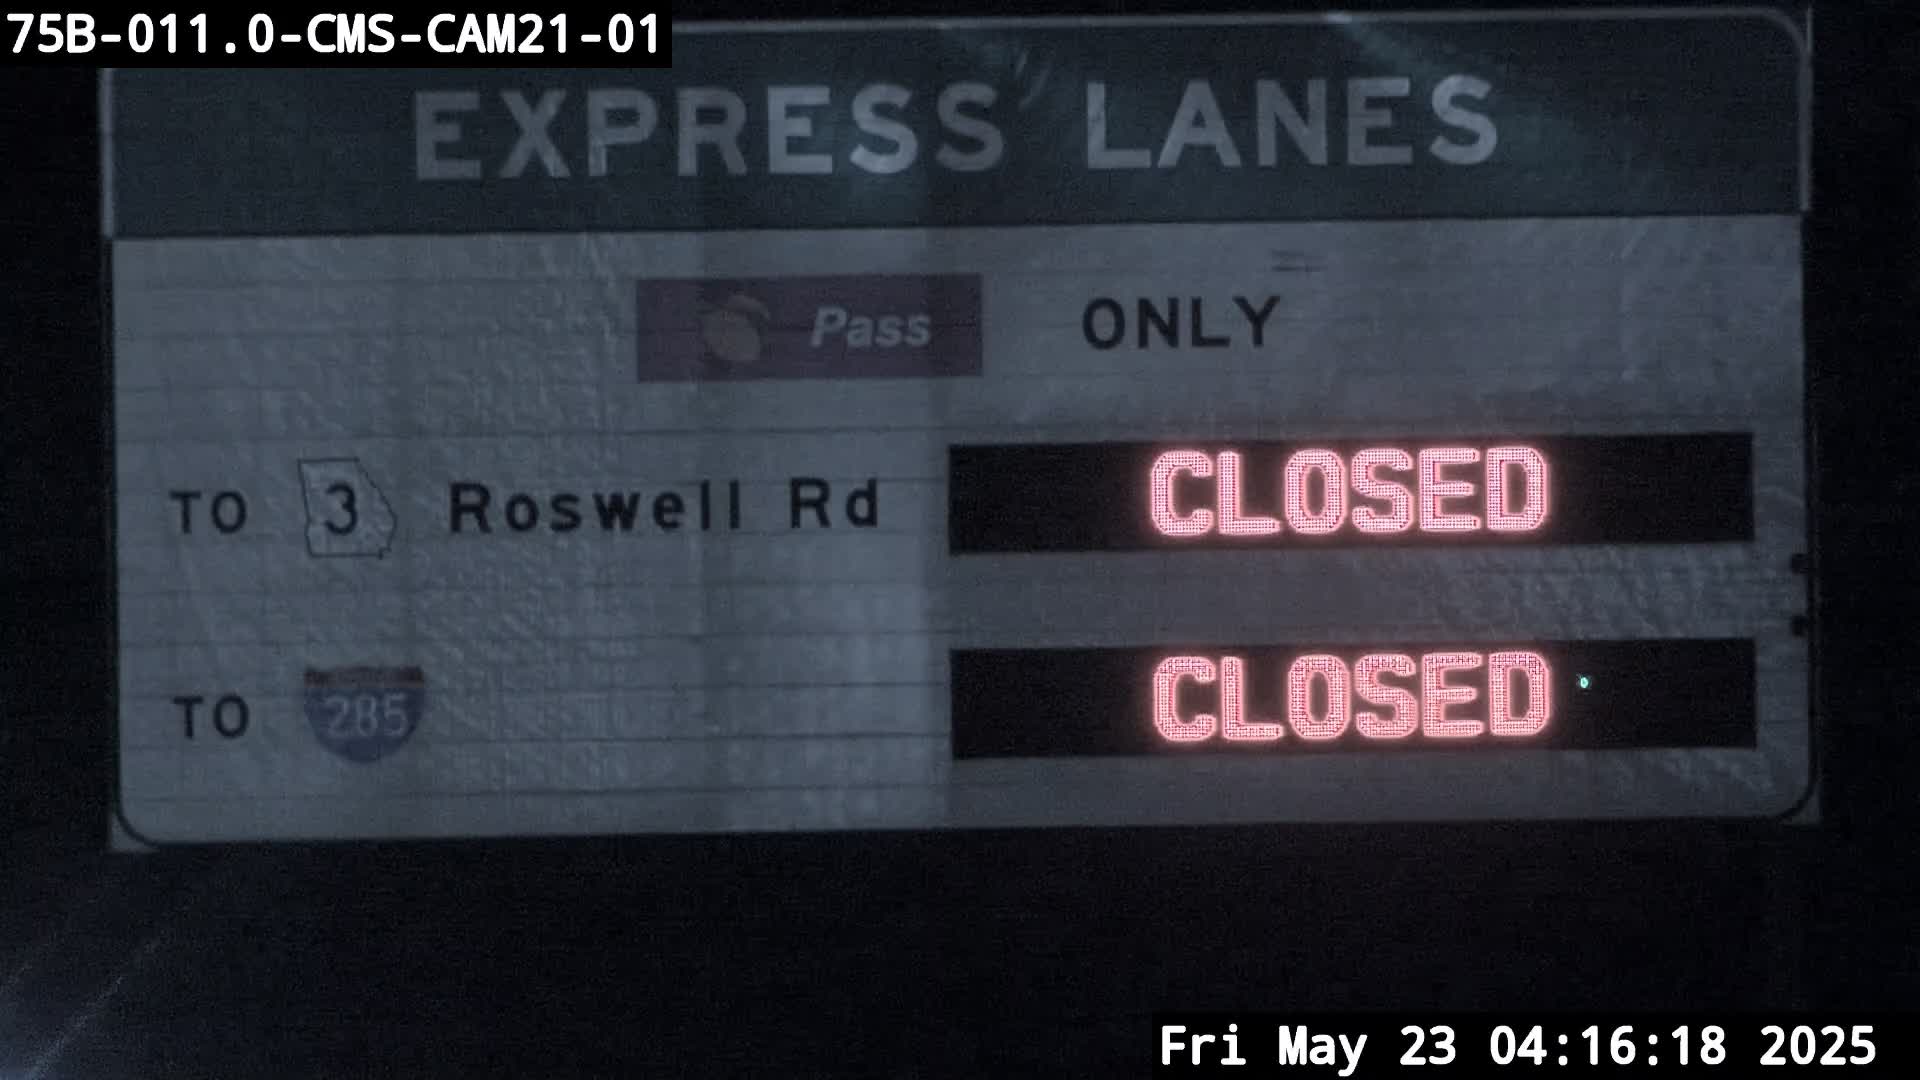 75B-011.0-CMS-CAM21-01
EXPRESS LANES
Pass ONLY
TO 3 Roswell Rd CLOSED
TO 285 CLOSED
Fri May 23 04:16:18 2025